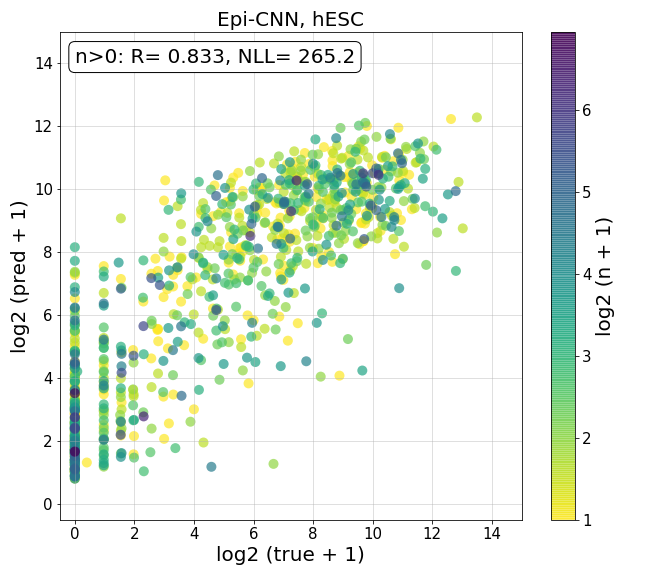 Epi-CNN, hESC
n>0: R= 0.833, NLL= 265.2
14
12
10
8
6
4
2
0
log2 (pred + 1)
0 2 4 6 8 10 12 14
log2 (true + 1)
6
5
4
3
2
1
log2 (n + 1)